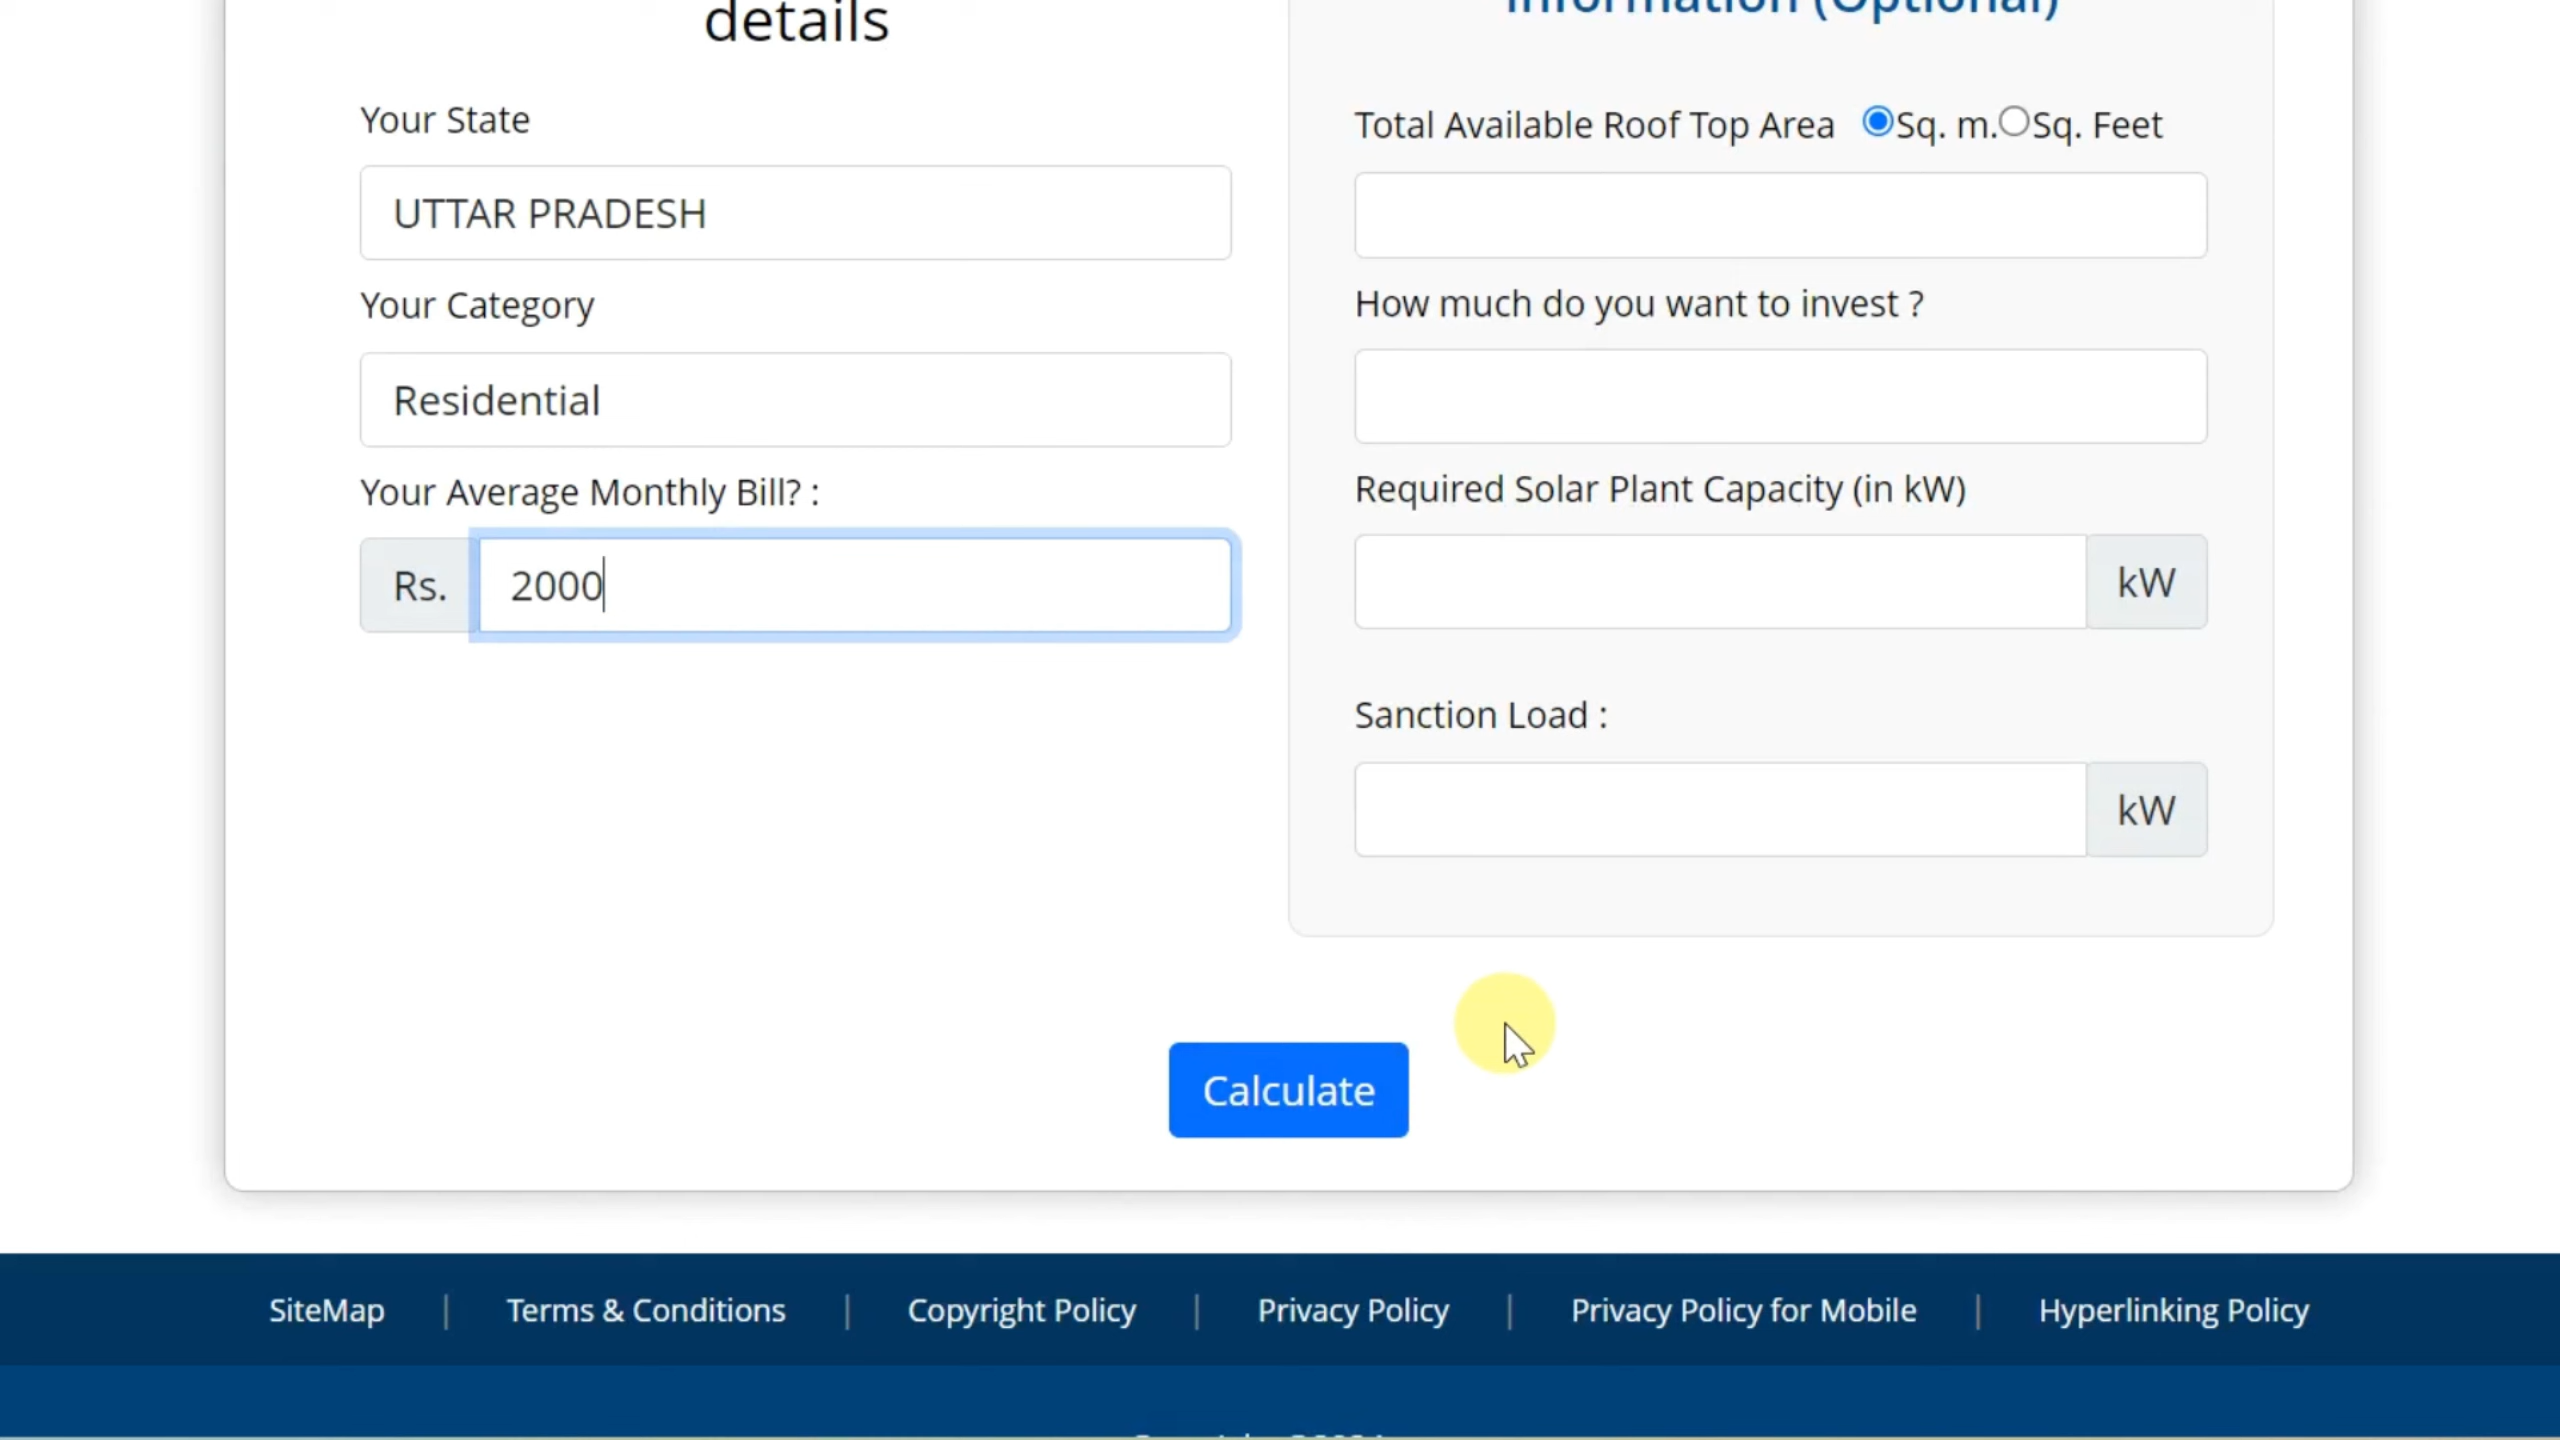 details
Your State
UTTAR PRADESH
Your Category
Residential
Your Average Monthly Bill? :
Rs. 2000
Information (Optional)
Total Available Roof Top Area Sq. m. Sq. Feet
How much do you want to invest ?
Required Solar Plant Capacity (in kW)
kW
Sanction Load :
kW
Calculate
SiteMap | Terms & Conditions | Copyright Policy | Privacy Policy | Privacy Policy for Mobile | Hyperlinking Policy